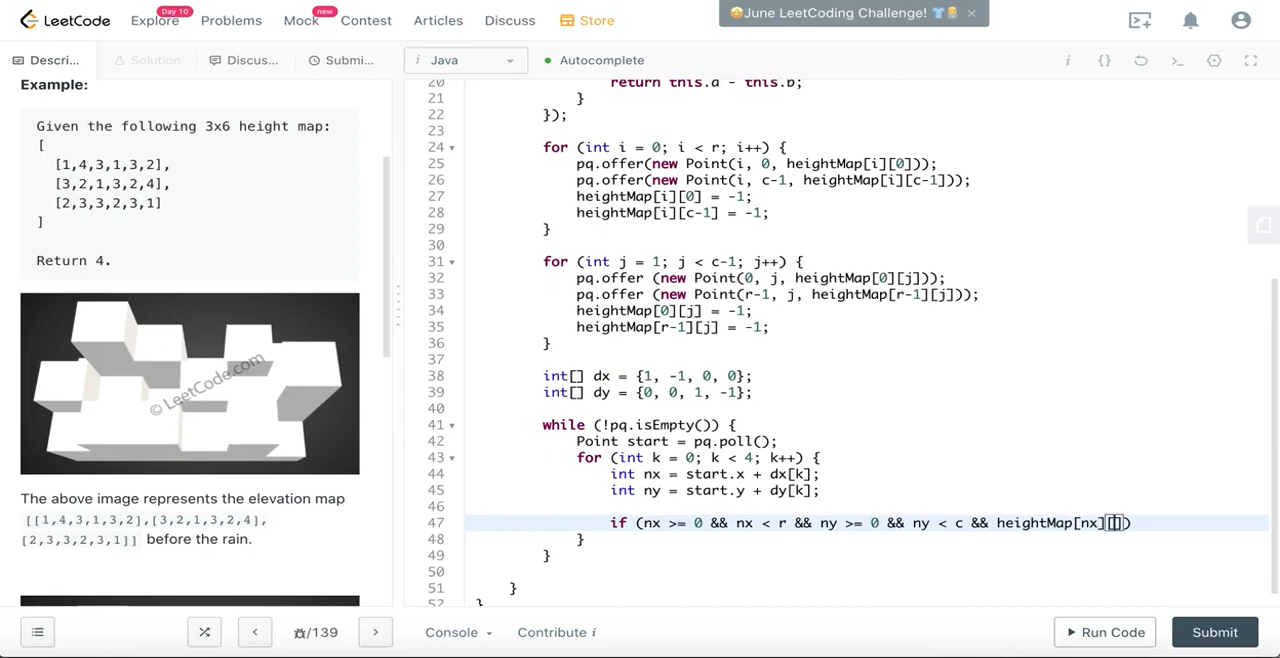 LeetCode
Explore
Day 10
Problems
Mock
new
Contest
Articles
Discuss
Store
🤩June LeetCoding Challenge! 👕👩‍💻 ×
Descri...
Solution
Discus...
Submi...
i Java
Autocomplete
Example:
Given the following 3x6 height map:
[
[1,4,3,1,3,2],
[3,2,1,3,2,4],
[2,3,3,2,3,1]
]
Return 4.
© LeetCode.com
The above image represents the elevation map
[[1,4,3,1,3,2],[3,2,1,3,2,4],
[2,3,3,2,3,1]] before the rain.
20 return this.a - this.b;
21 }
22 });
23
24 for (int i = 0; i < r; i++) {
25 pq.offer(new Point(i, 0, heightMap[i][0]));
26 pq.offer(new Point(i, c-1, heightMap[i][c-1]));
27 heightMap[i][0] = -1;
28 heightMap[i][c-1] = -1;
29 }
30
31 for (int j = 1; j < c-1; j++) {
32 pq.offer (new Point(0, j, heightMap[0][j]));
33 pq.offer (new Point(r-1, j, heightMap[r-1][j]));
34 heightMap[0][j] = -1;
35 heightMap[r-1][j] = -1;
36 }
37
38 int[] dx = {1, -1, 0, 0};
39 int[] dy = {0, 0, 1, -1};
40
41 while (!pq.isEmpty()) {
42 Point start = pq.poll();
43 for (int k = 0; k < 4; k++) {
44 int nx = start.x + dx[k];
45 int ny = start.y + dy[k];
46
47 if (nx >= 0 && nx < r && ny >= 0 && ny < c && heightMap[nx][])
48 }
49 }
50
51 }
52 }
/139
Console
Contribute i
Run Code
Submit